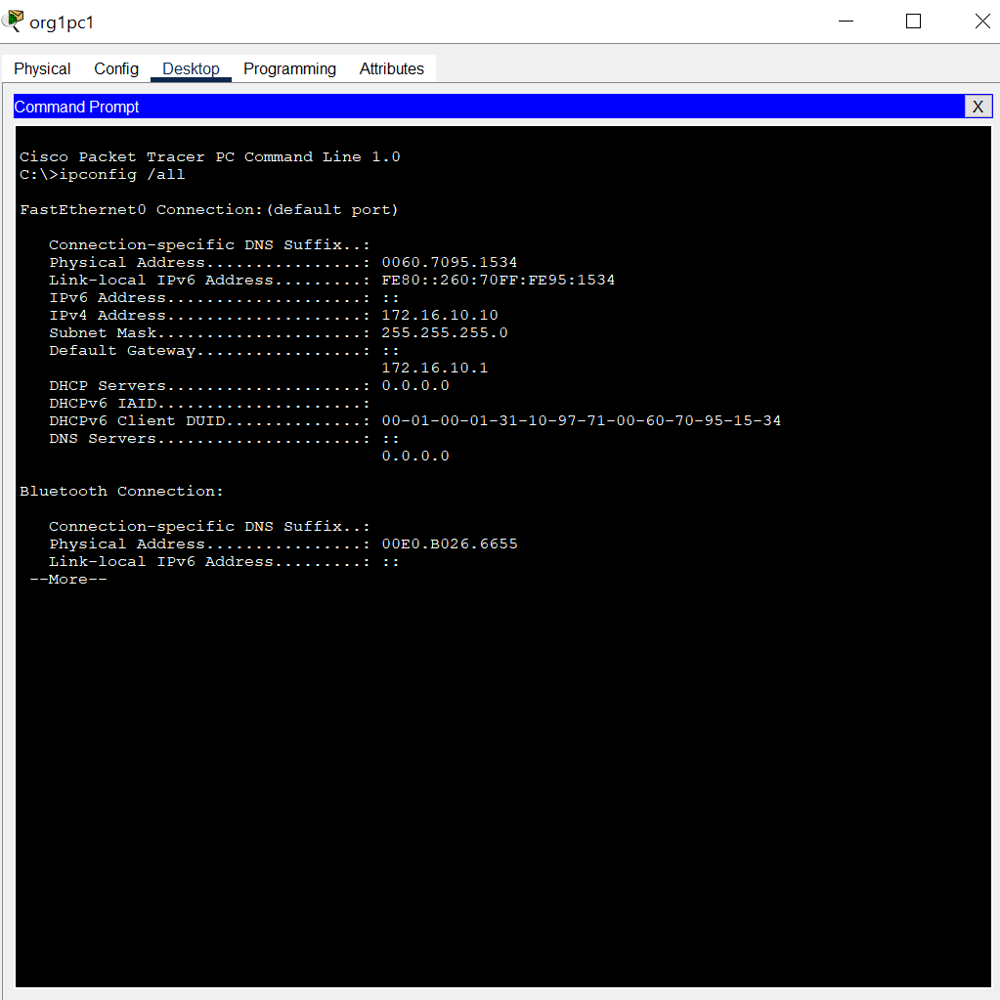 org1pc1
Physical Config Desktop Programming Attributes
Command Prompt X
Cisco Packet Tracer PC Command Line 1.0
C:\>ipconfig /all
FastEthernet0 Connection:(default port)
Connection-specific DNS Suffix..:
Physical Address................: 0060.7095.1534
Link-local IPv6 Address.........: FE80::260:70FF:FE95:1534
IPv6 Address....................: ::
IPv4 Address....................: 172.16.10.10
Subnet Mask.....................: 255.255.255.0
Default Gateway.................: ::
172.16.10.1
DHCP Servers....................: 0.0.0.0
DHCPv6 IAID.....................:
DHCPv6 Client DUID..............: 00-01-00-01-31-10-97-71-00-60-70-95-15-34
DNS Servers.....................: ::
0.0.0.0
Bluetooth Connection:
Connection-specific DNS Suffix..:
Physical Address................: 00E0.B026.6655
Link-local IPv6 Address.........: ::
--More--